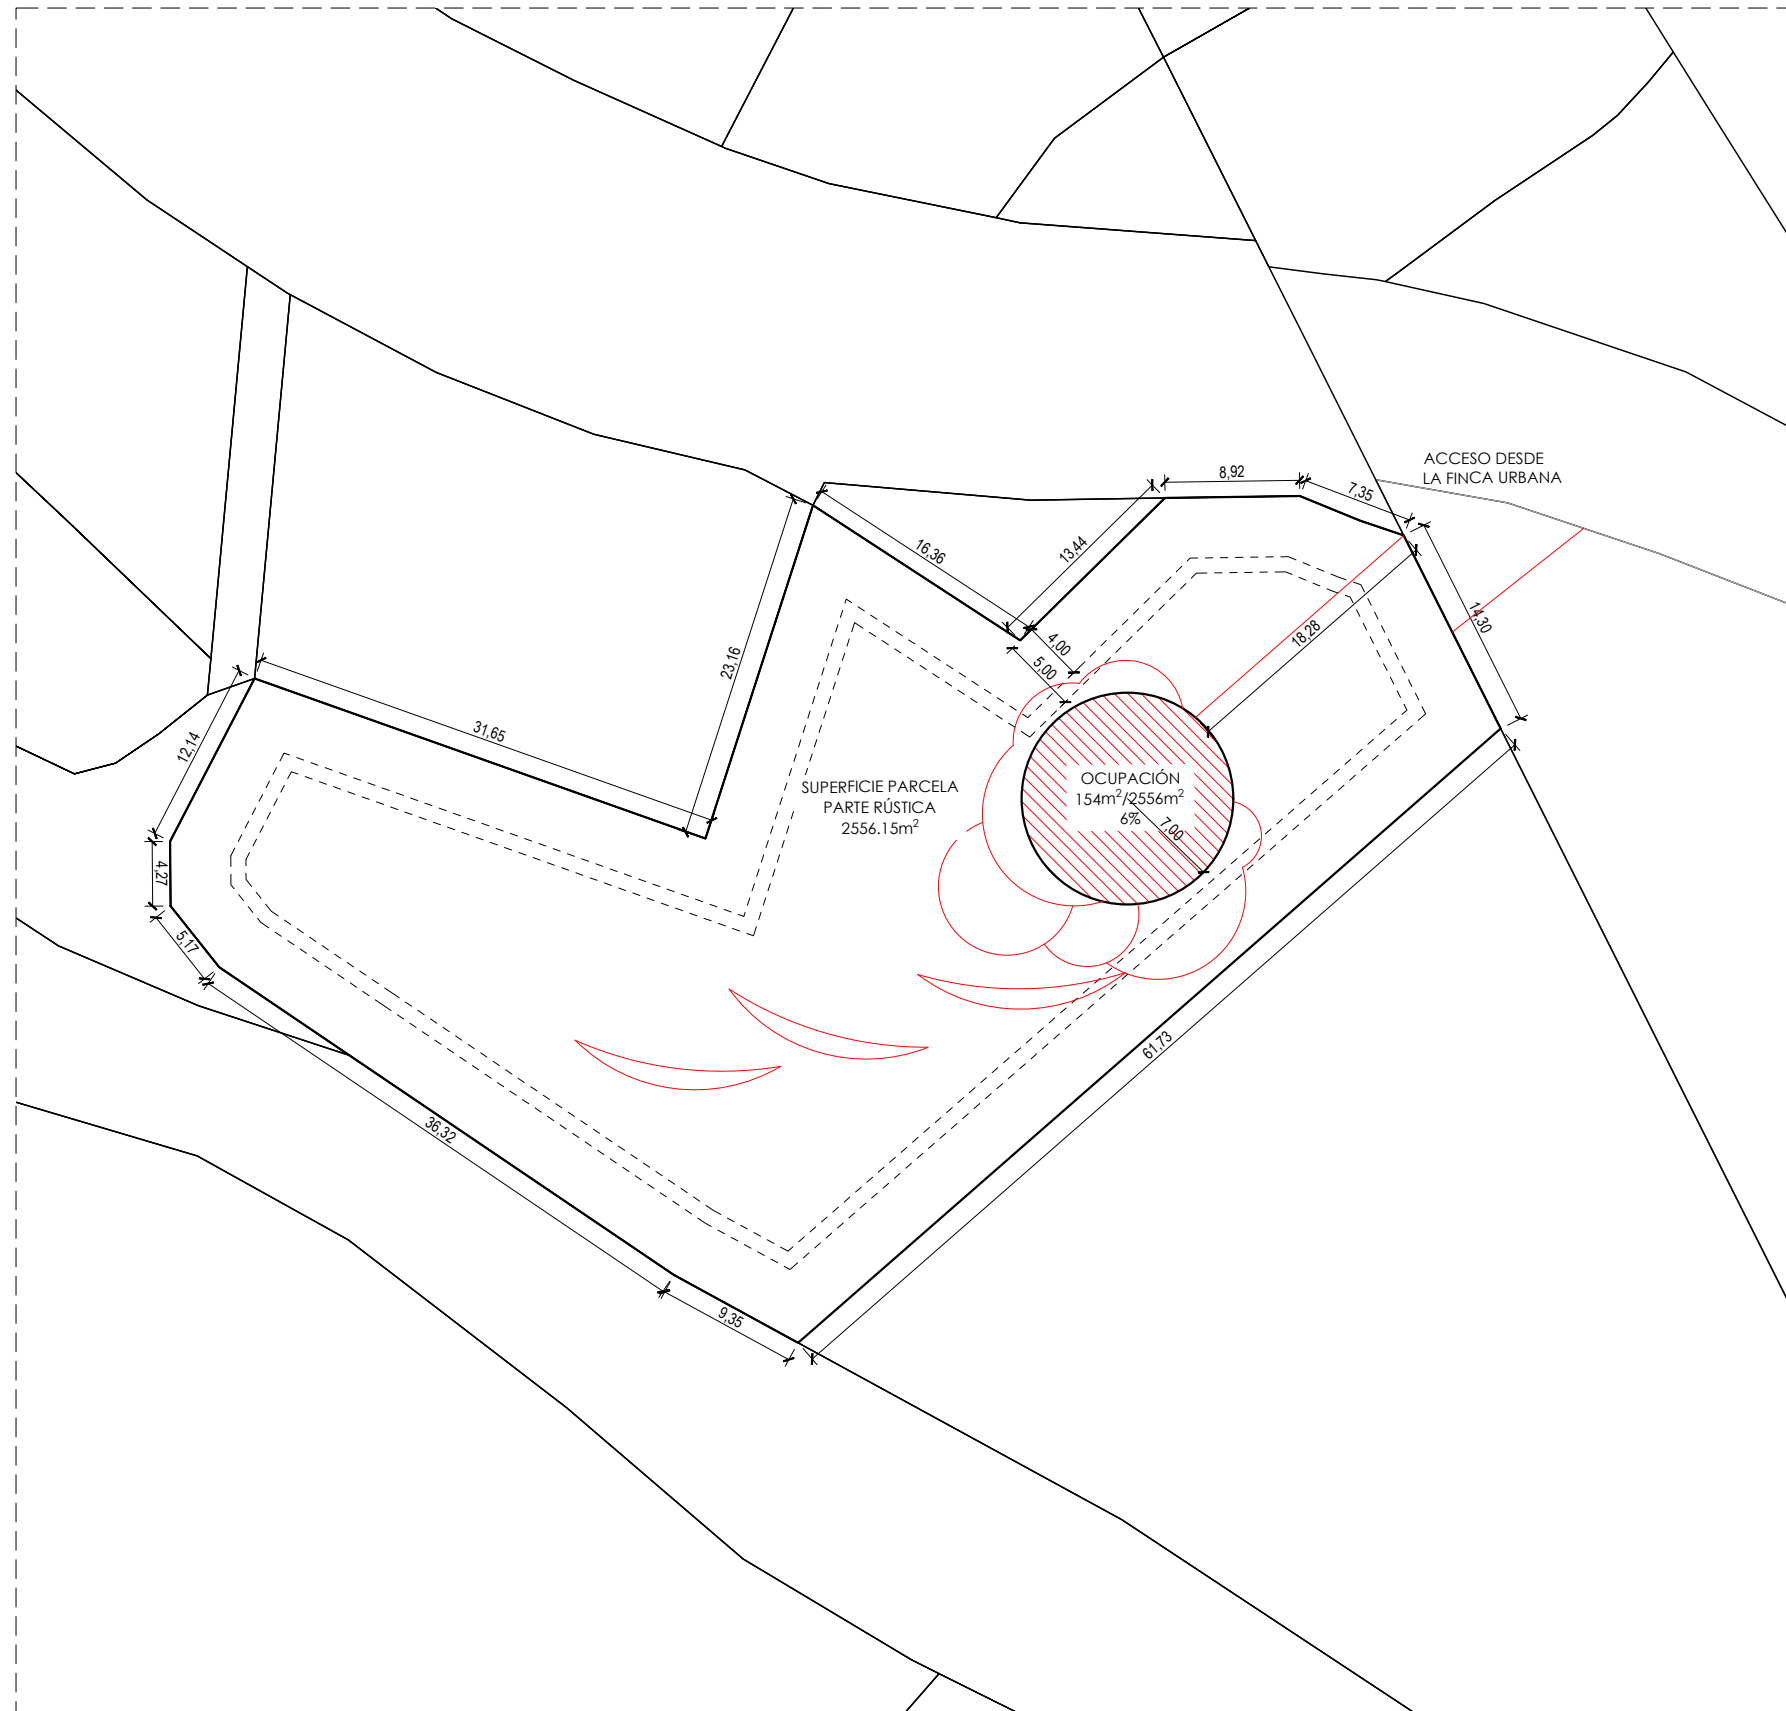 ACCESO DESDE
LA FINCA URBANA
8,92
7,35
16,36
13,44
14,30
4,00
18,28
5,00
23,16
31,65
12,14
SUPERFICIE PARCELA
PARTE RÚSTICA
2556.15m²
OCUPACIÓN
154m²/2556m²
6%
7,00
4,27
5,17
61,73
36,32
9,35